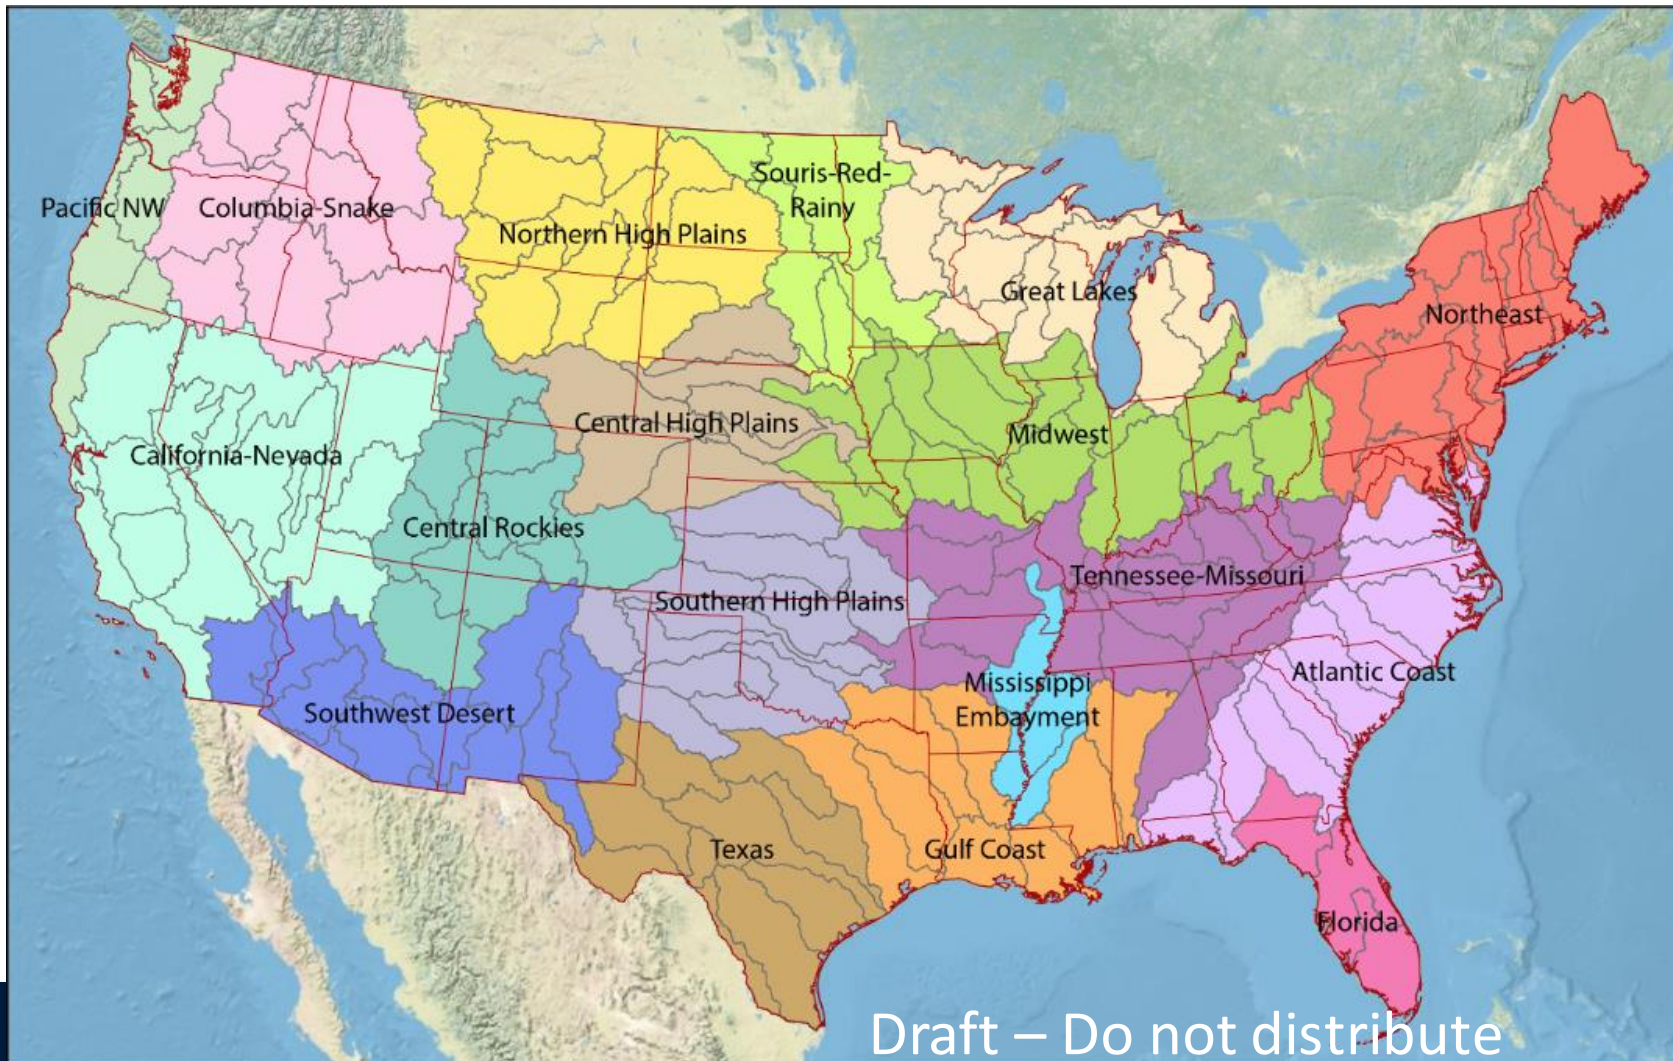 Souris-Red-
Rainy
Pacific NW
Columbia-Snake
Northern High Plains
Great Lakes
Northeast
Central High Plains
Midwest
California-Nevada
Central Rockies
Tennessee-Missouri
Southern High Plains
Atlantic Coast
Mississippi
Embayment
Southwest Desert
Texas
Gulf Coast
Florida
Draft – Do not distribute